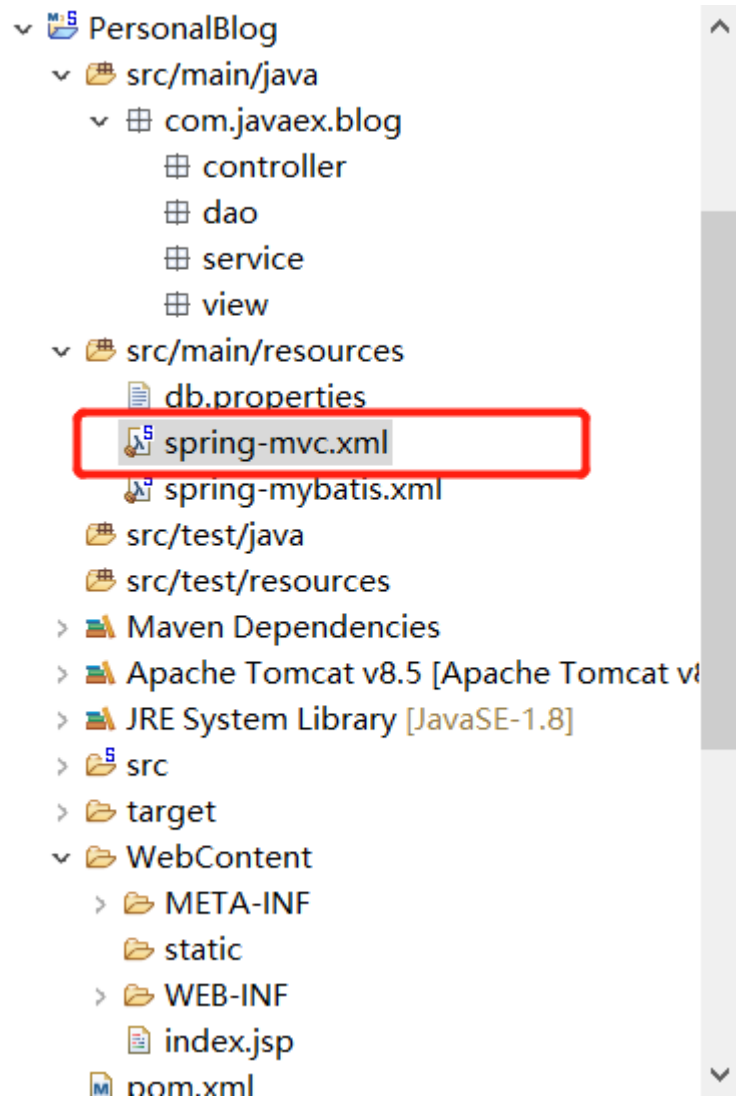 PersonalBlog
src/main/java
com.javaex.blog
controller
dao
service
view
src/main/resources
db.properties
spring-mvc.xml
spring-mybatis.xml
src/test/java
src/test/resources
Maven Dependencies
Apache Tomcat v8.5 [Apache Tomcat v8
JRE System Library [JavaSE-1.8]
src
target
WebContent
META-INF
static
WEB-INF
index.jsp
pom.xml